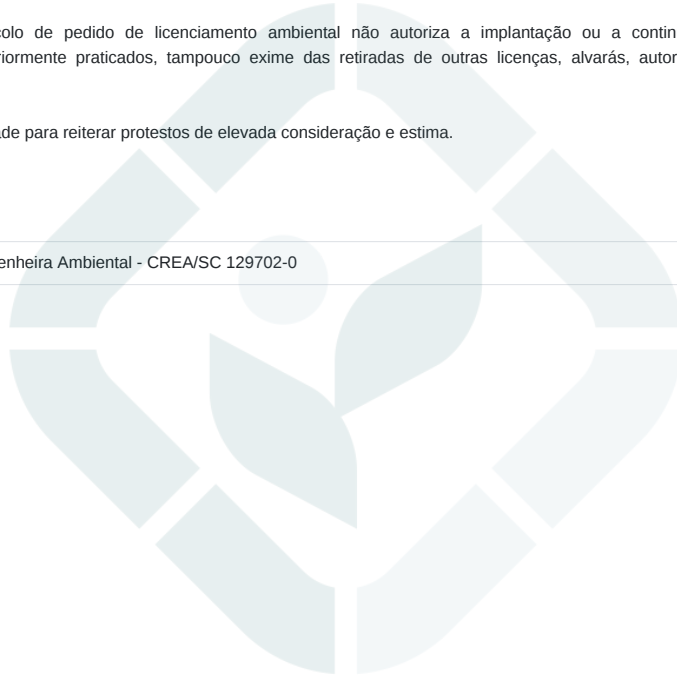 colo de pedido de licenciamento ambiental não autoriza a implantação ou a contin
riormente praticados, tampouco exime das retiradas de outras licenças, alvarás, autor
ade para reiterar protestos de elevada consideração e estima.
enheira Ambiental - CREA/SC 129702-0